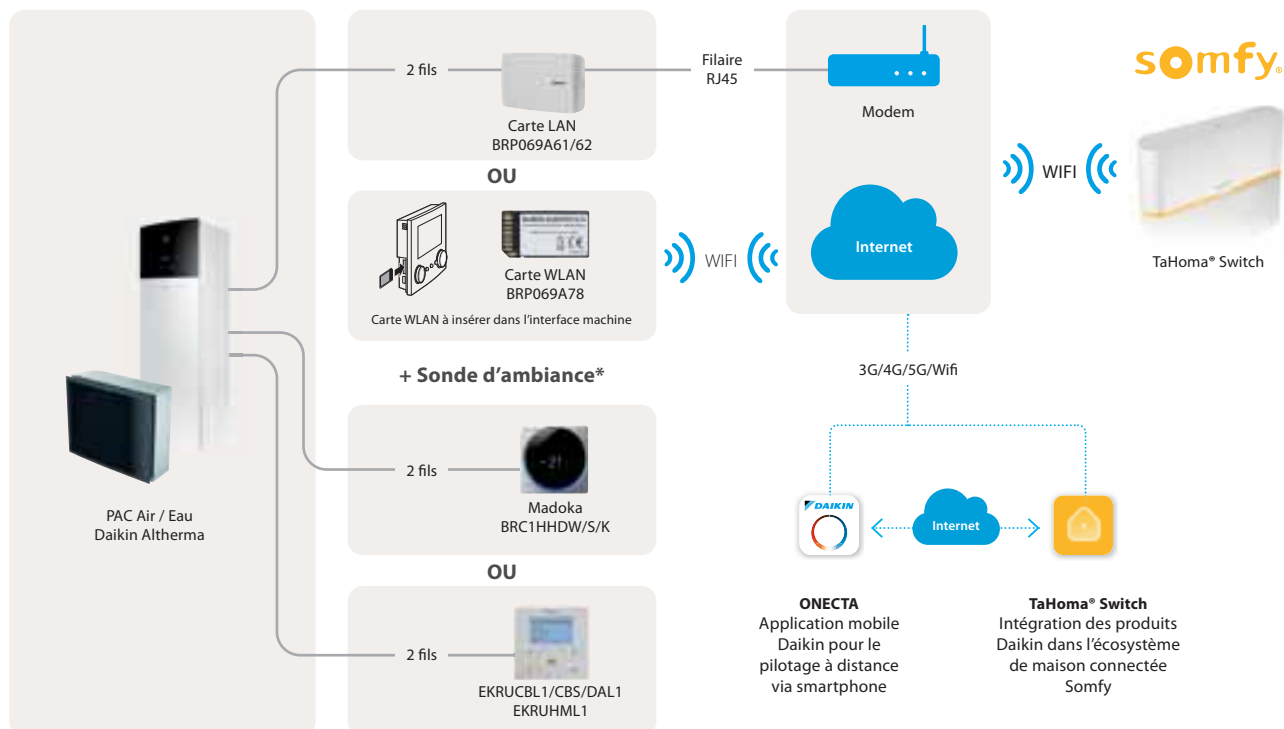 PAC Air / Eau
Daikin Altherma
2 fils
Carte LAN
BRP069A61/62
OU
Carte WLAN
BRP069A78
Carte WLAN à insérer dans l'interface machine
+ Sonde d'ambiance*
2 fils
Madoka
BRC1HHDW/S/K
OU
2 fils
EKRUCBL1/CBS/DAL1
EKRUHML1
Filaire
RJ45
Modem
WIFI
Internet
WIFI
somfy®
TaHoma® Switch
3G/4G/5G/Wifi
DAIKIN
Internet
ONECTA
Application mobile
Daikin pour le
pilotage à distance
via smartphone
TaHoma® Switch
Intégration des produits
Daikin dans l'écosystème
de maison connectée
Somfy